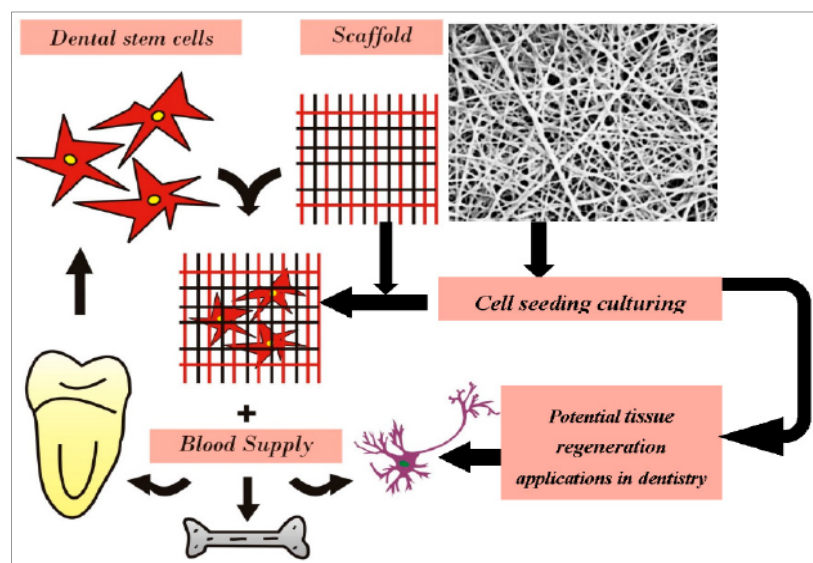 Dental stem cells
Scaffold
Cell seeding culturing
+
Blood Supply
Potential tissue
regeneration
applications in dentistry